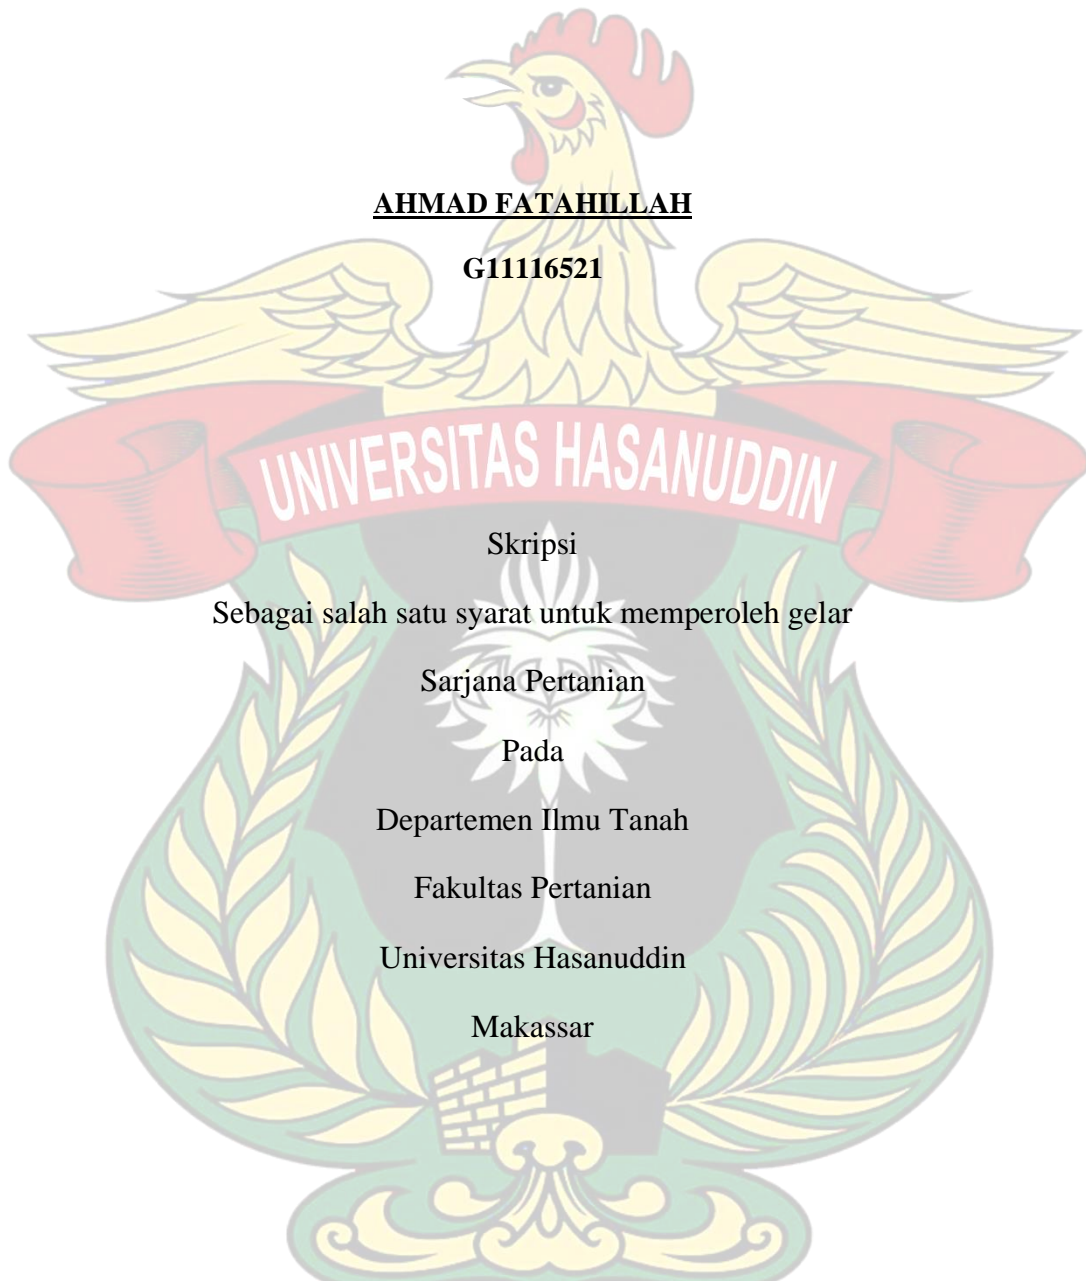 AHMAD FATAHILLAH
G11116521
UNIVERSITAS HASANUDDIN
Skripsi
Sebagai salah satu syarat untuk memperoleh gelar
Sarjana Pertanian
Pada
Departemen Ilmu Tanah
Fakultas Pertanian
Universitas Hasanuddin
Makassar